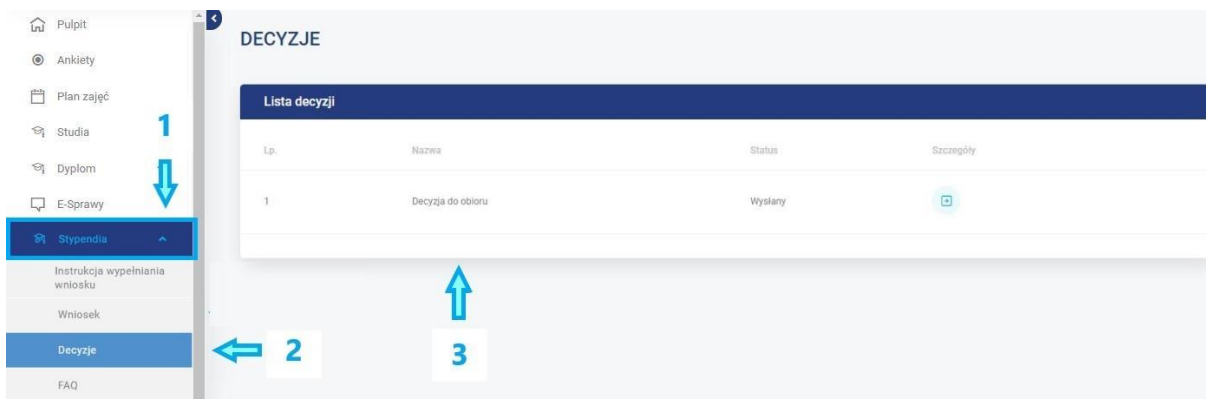 Pulpit
Ankiety
Plan zajęć
Studia
1
Dyplom
E-Sprawy
Stypendia
Instrukcja wypełniania
wniosku
Wniosek
Decyzje
FAQ
2
DECYZJE
Lista decyzji
Lp. Nazwa Status Szczegóły
1 Decyzja do obioru Wysłany
3